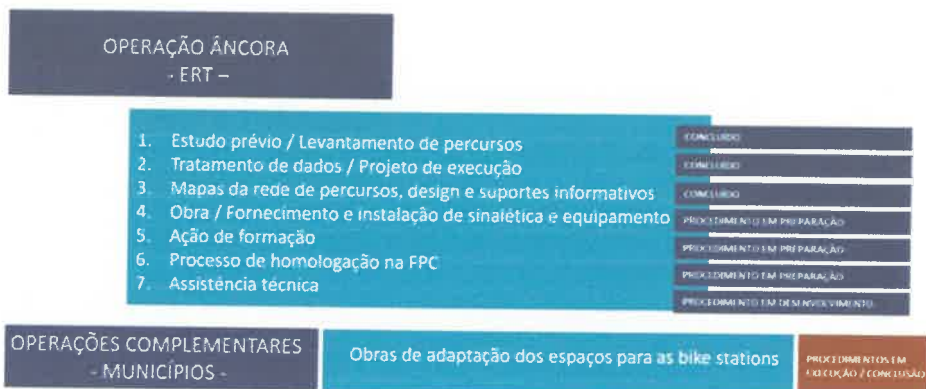 OPERAÇÃO ÂNCORA
- ERT –
1. Estudo prévio / Levantamento de percursos
CONCLUÍDO
2. Tratamento de dados / Projeto de execução
CONCLUÍDO
3. Mapas da rede de percursos, design e suportes informativos
CONCLUÍDO
4. Obra / Fornecimento e instalação de sinalética e equipamento
PROCEDIMENTO EM PREPARAÇÃO
5. Ação de formação
PROCEDIMENTO EM PREPARAÇÃO
6. Processo de homologação na FPC
PROCEDIMENTO EM PREPARAÇÃO
7. Assistência técnica
PROCEDIMENTO EM DESENVOLVIMENTO
OPERAÇÕES COMPLEMENTARES
- MUNICÍPIOS -
Obras de adaptação dos espaços para as bike stations
PROCEDIMENTOS EM
EXECUÇÃO / CONCLUSÃO